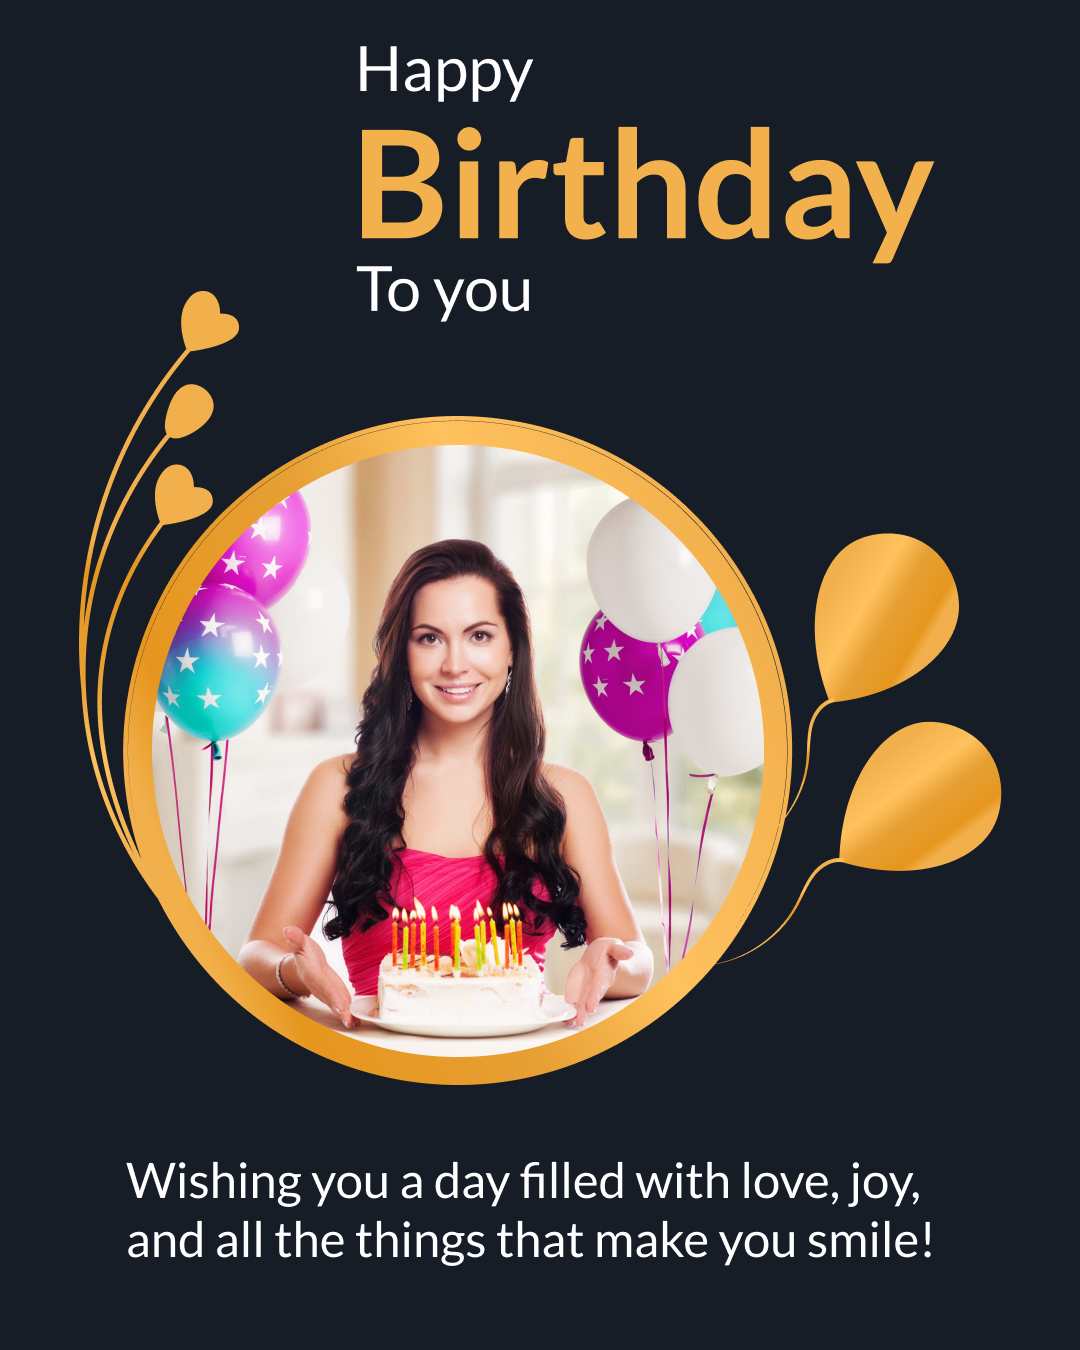 Happy
Birthday
To you
Wishing you a day filled with love, joy,
and all the things that make you smile!